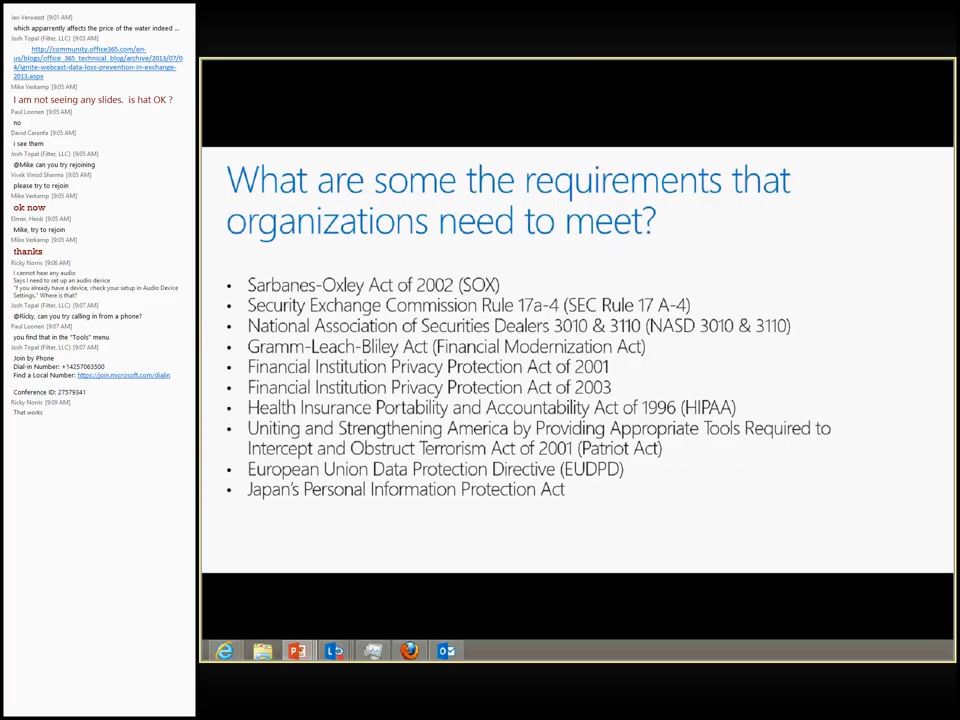 Jan Verwaest [9:01 AM]
which apparrently affects the price of the water indeed ...
Josh Topal (Filter, LLC) [9:03 AM]
http://community.office365.com/en-
us/blogs/office_365_technical_blog/archive/2013/07/0
4/ignite-webcast-data-loss-prevention-in-exchange-
2013.aspx
Mike Verkamp [9:05 AM]
I am not seeing any slides.  is hat OK ?
Paul Loonen [9:05 AM]
no
David Caranfa [9:05 AM]
i see them
Josh Topal (Filter, LLC) [9:05 AM]
@Mike can you try rejoining
Vivek Vinod Sharma [9:05 AM]
please try to rejoin
Mike Verkamp [9:05 AM]
ok now
Elmer, Heidi [9:05 AM]
Mike, try to rejoin
Mike Verkamp [9:05 AM]
thanks
Ricky Norris [9:06 AM]
I cannot hear any audio
Says I need to set up an audio device
"if you already have a device, check your setup in Audio Device
Settings." Where is that?
Josh Topal (Filter, LLC) [9:07 AM]
@Ricky, can you try calling in from a phone?
Paul Loonen [9:07 AM]
you find that in the "Tools" menu
Josh Topal (Filter, LLC) [9:07 AM]
Join by Phone
Dial-in Number: +14257063500
Find a Local Number: https://join.microsoft.com/dialin
Conference ID: 27579341
Ricky Norris [9:09 AM]
That works
What are some the requirements that
organizations need to meet?
• Sarbanes-Oxley Act of 2002 (SOX)
• Security Exchange Commission Rule 17a-4 (SEC Rule 17 A-4)
• National Association of Securities Dealers 3010 & 3110 (NASD 3010 & 3110)
• Gramm-Leach-Bliley Act (Financial Modernization Act)
• Financial Institution Privacy Protection Act of 2001
• Financial Institution Privacy Protection Act of 2003
• Health Insurance Portability and Accountability Act of 1996 (HIPAA)
• Uniting and Strengthening America by Providing Appropriate Tools Required to
Intercept and Obstruct Terrorism Act of 2001 (Patriot Act)
• European Union Data Protection Directive (EUDPD)
• Japan's Personal Information Protection Act